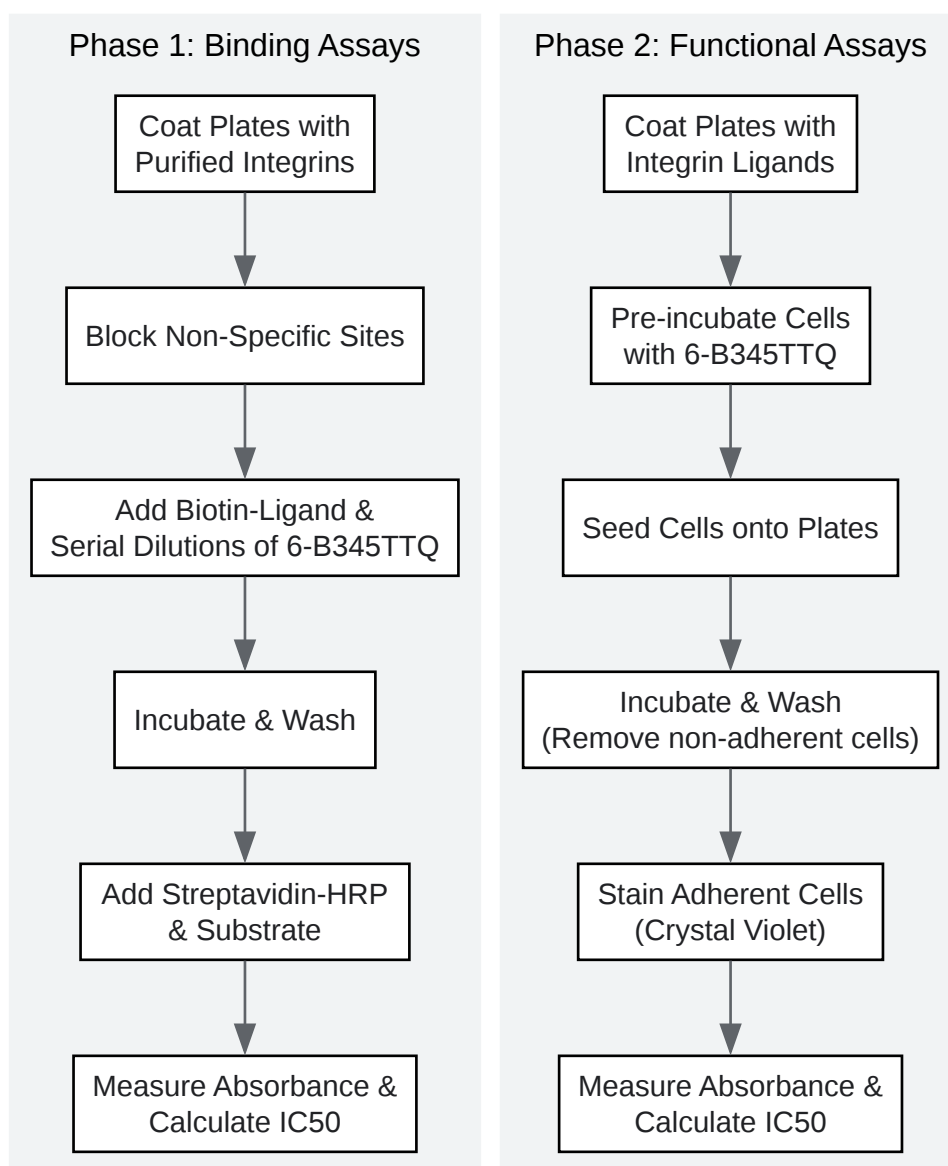 Phase 1: Binding Assays
Coat Plates with
Purified Integrins
Block Non-Specific Sites
Add Biotin-Ligand &
Serial Dilutions of 6-B345TTQ
Incubate & Wash
Add Streptavidin-HRP
& Substrate
Measure Absorbance &
Calculate IC50
Phase 2: Functional Assays
Coat Plates with
Integrin Ligands
Pre-incubate Cells
with 6-B345TTQ
Seed Cells onto Plates
Incubate & Wash
(Remove non-adherent cells)
Stain Adherent Cells
(Crystal Violet)
Measure Absorbance &
Calculate IC50